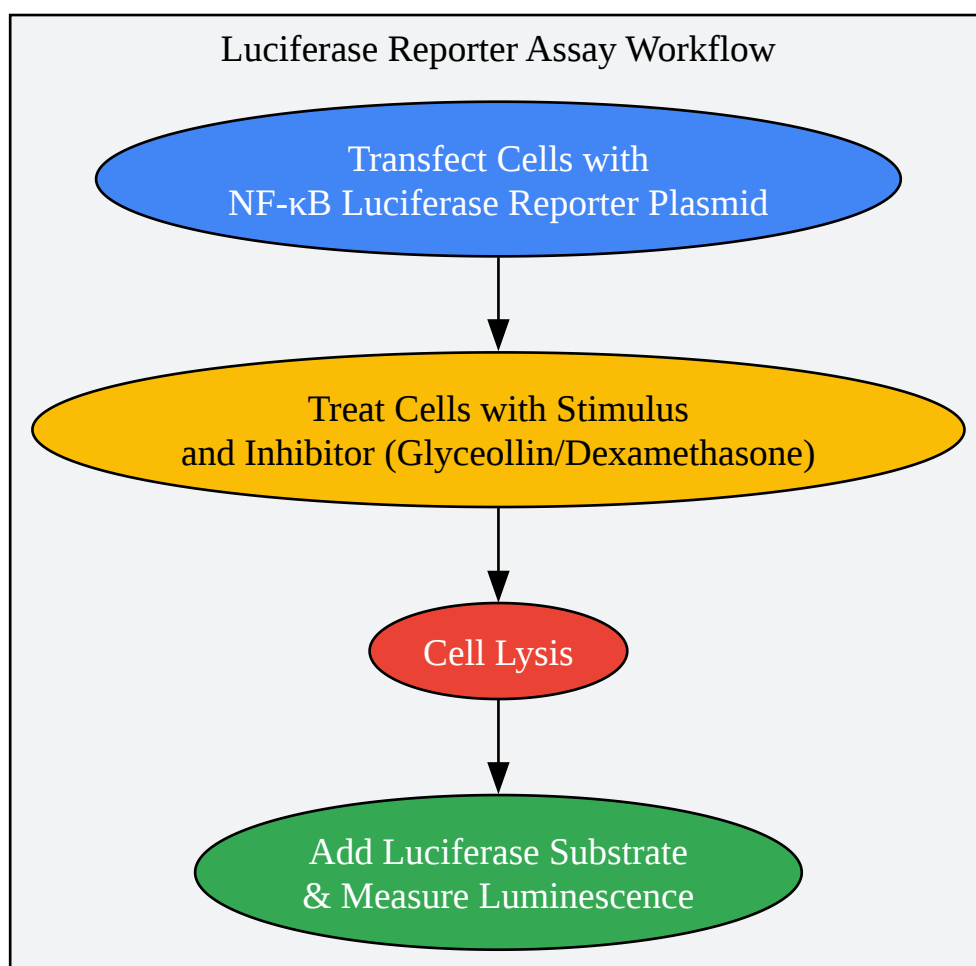 Luciferase Reporter Assay Workflow
Transfect Cells with
NF-κB Luciferase Reporter Plasmid
Treat Cells with Stimulus
and Inhibitor (Glyceollin/Dexamethasone)
Cell Lysis
Add Luciferase Substrate
& Measure Luminescence